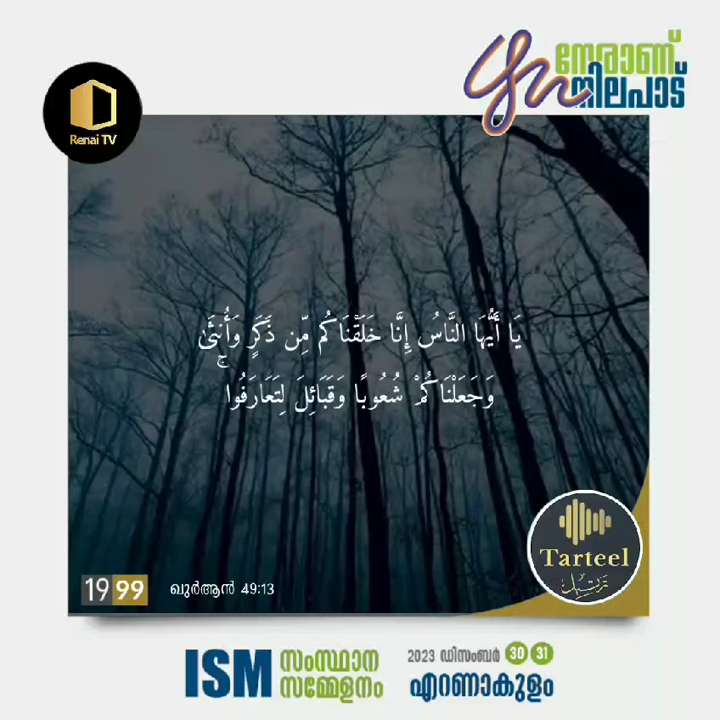 നേരാണ്
നിലപാട്
Renai TV
يَا أَيُّهَا النَّاسُ إِنَّا خَلَقْنَاكُم مِّن ذَكَرٍ وَأُنثَىٰ
وَجَعَلْنَاكُمْ شُعُوبًا وَقَبَائِلَ لِتَعَارَفُوا ۚ
Tarteel
ترتيل
1999
ഖുർആൻ 49:13
ISM സംസ്ഥാന
സമ്മേളനം
2023 ഡിസംബർ 30 31
എറണാകുളം